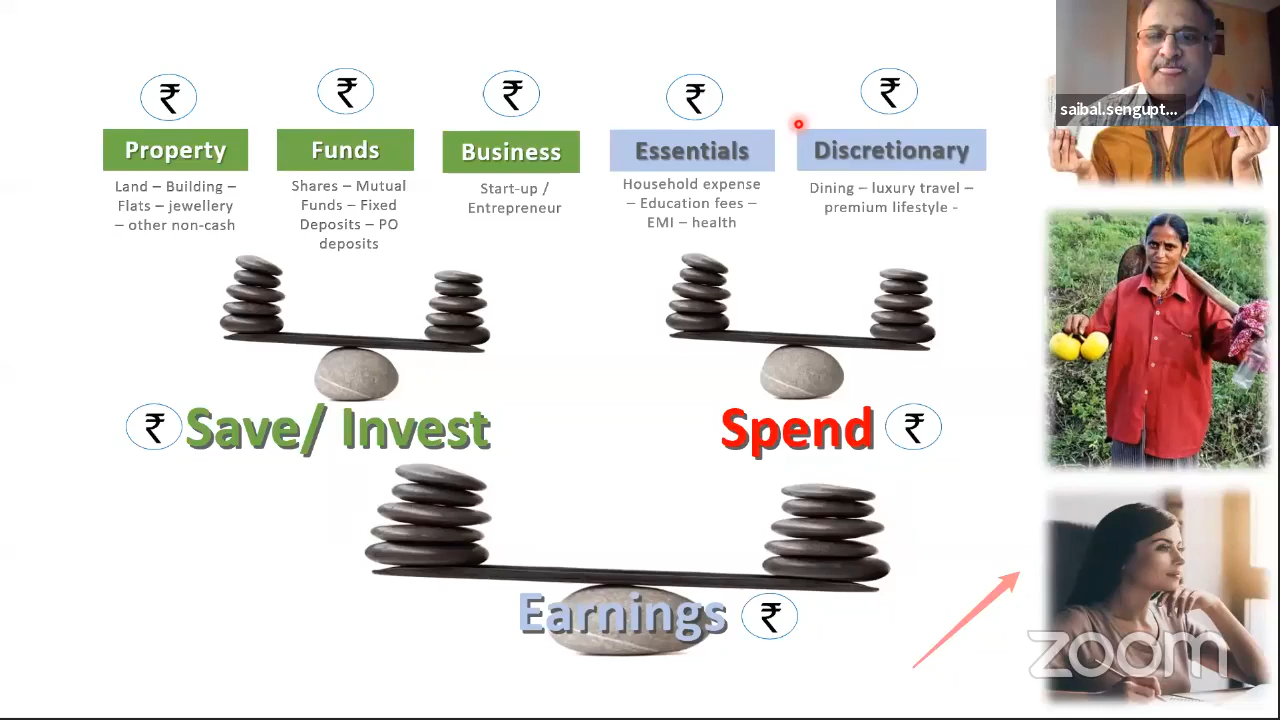 saibal.sengupt...
₹ ₹ ₹ ₹ ₹
Property Funds Business Essentials Discretionary
Land – Building –
Flats – jewellery
– other non-cash
Shares – Mutual
Funds – Fixed
Deposits – PO
deposits
Start-up /
Entrepreneur
Household expense
– Education fees –
EMI – health
Dining – luxury travel –
premium lifestyle -
₹ Save/ Invest
Spend ₹
Earnings ₹
zoom